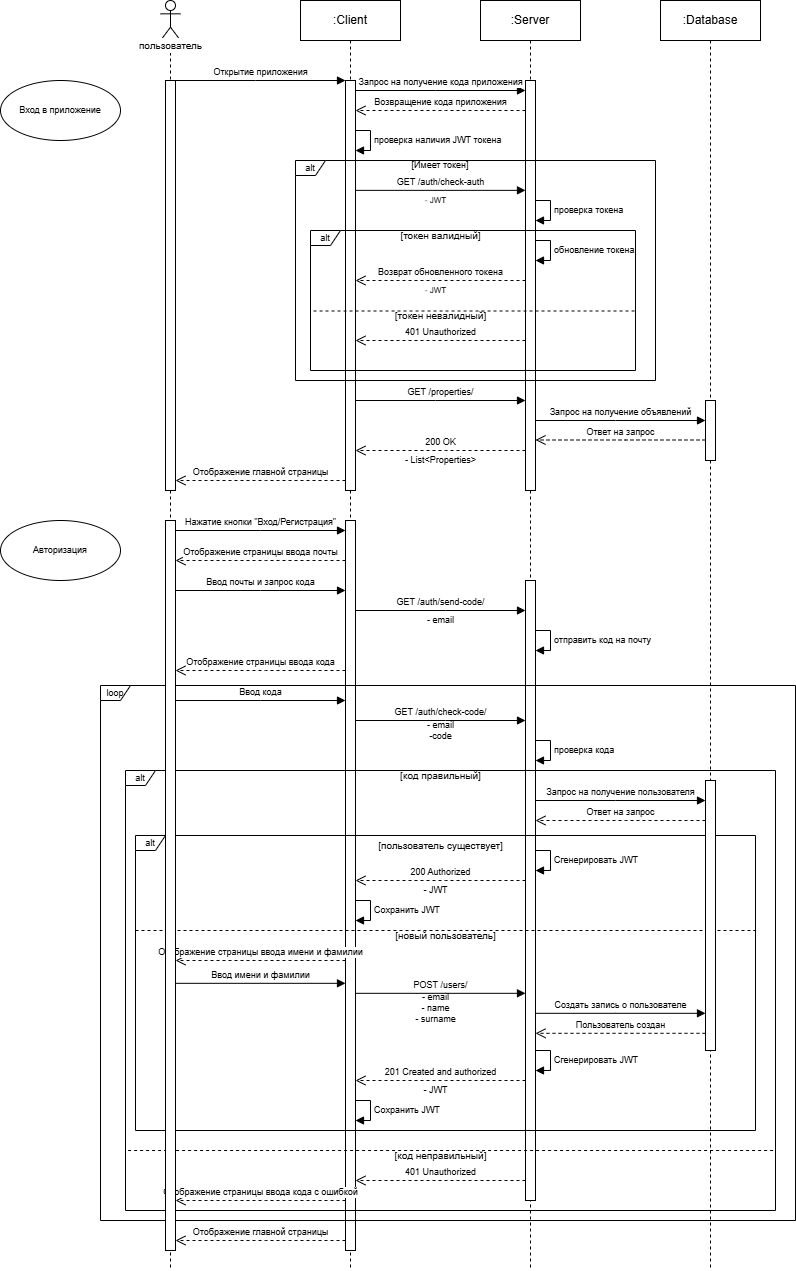 :Client
:Server
:Database
пользователь
Вход в приложение
Открытие приложения
Запрос на получение кода приложения
Возвращение кода приложения
проверка наличия JWT токена
alt
[Имеет токен]
GET /auth/check-auth
- JWT
проверка токена
alt
[токен валидный]
обновление токена
Возврат обновленного токена
- JWT
[токен невалидный]
401 Unauthorized
GET /properties/
Запрос на получение объявлений
Ответ на запрос
200 OK
- List<Properties>
Отображение главной страницы
Авторизация
Нажатие кнопки "Вход/Регистрация"
Отображение страницы ввода почты
Ввод почты и запрос кода
GET /auth/send-code/
- email
отправить код на почту
Отображение страницы ввода кода
loop
Ввод кода
GET /auth/check-code/
- email
-code
проверка кода
alt
[код правильный]
Запрос на получение пользователя
Ответ на запрос
alt
[пользователь существует]
Сгенерировать JWT
200 Authorized
- JWT
Сохранить JWT
[новый пользователь]
Отображение страницы ввода имени и фамилии
Ввод имени и фамилии
POST /users/
- email
- name
- surname
Создать запись о пользователе
Пользователь создан
Сгенерировать JWT
201 Created and authorized
- JWT
Сохранить JWT
[код неправильный]
401 Unauthorized
Отображение страницы ввода кода с ошибкой
Отображение главной страницы